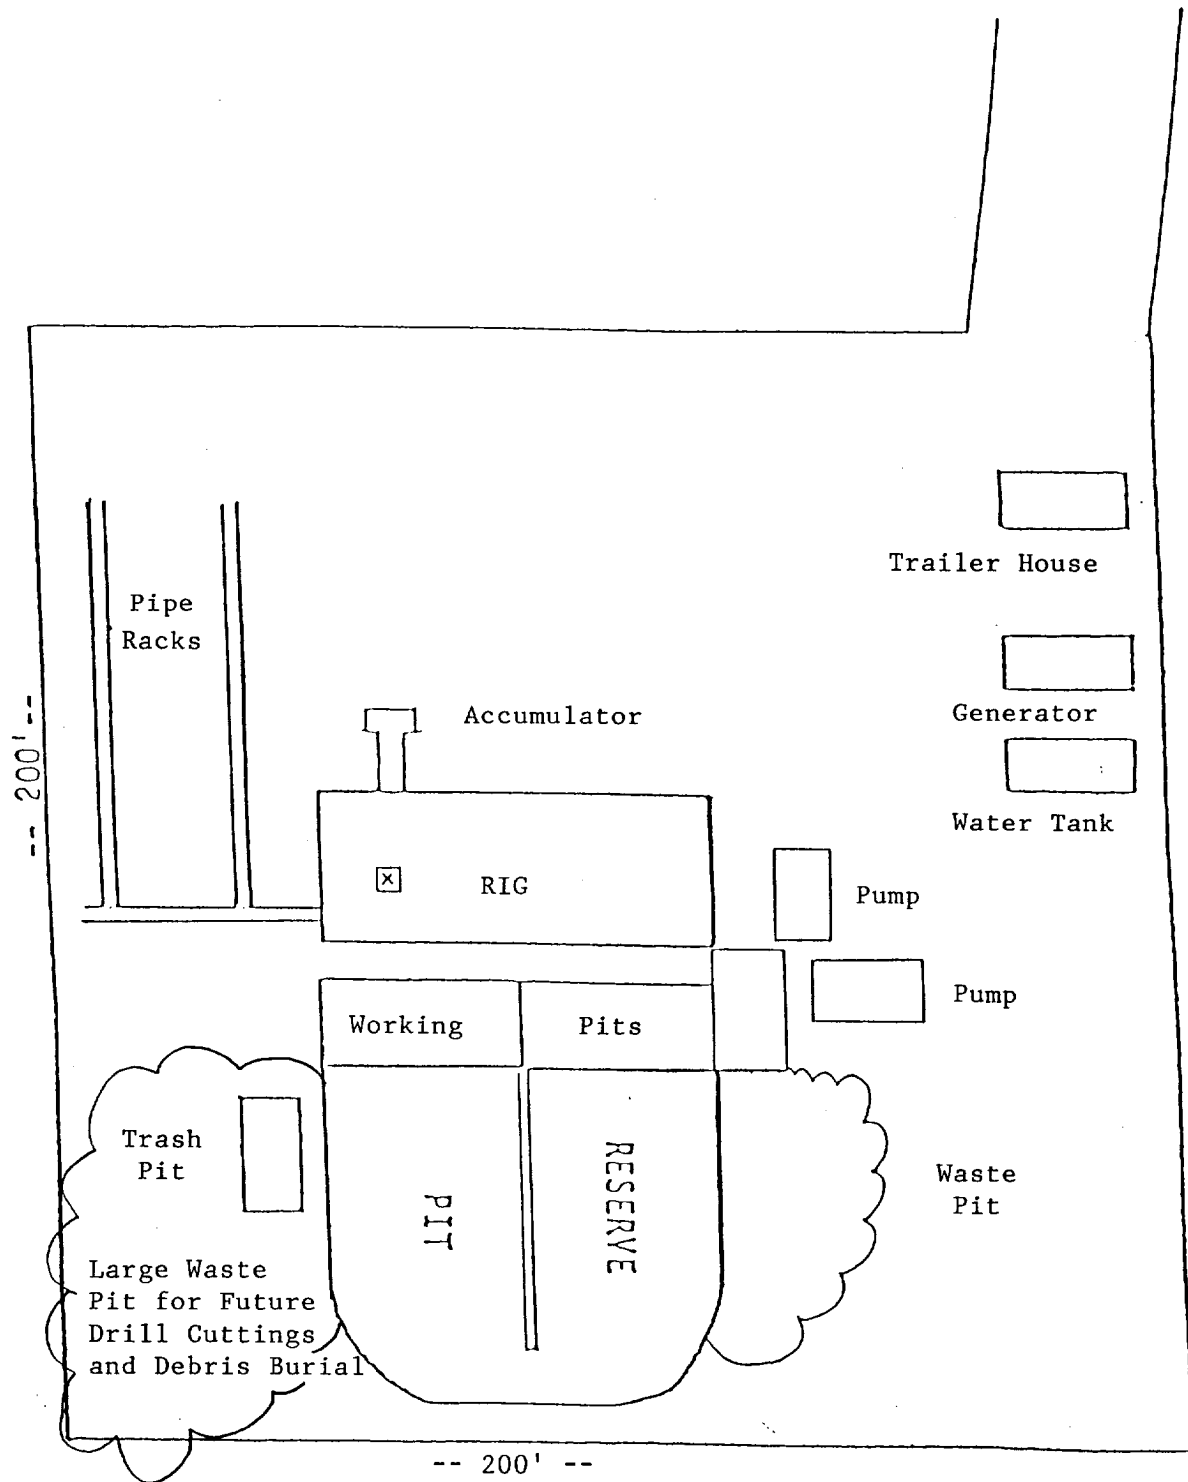 Trailer House
Pipe
Racks
Generator
Accumulator
-- 200' --
Water Tank
x
RIG
Pump
Pump
Working Pits
Trash
Pit
RESERVE
PIT
Waste
Pit
Large Waste
Pit for Future
Drill Cuttings
and Debris Burial
-- 200' --